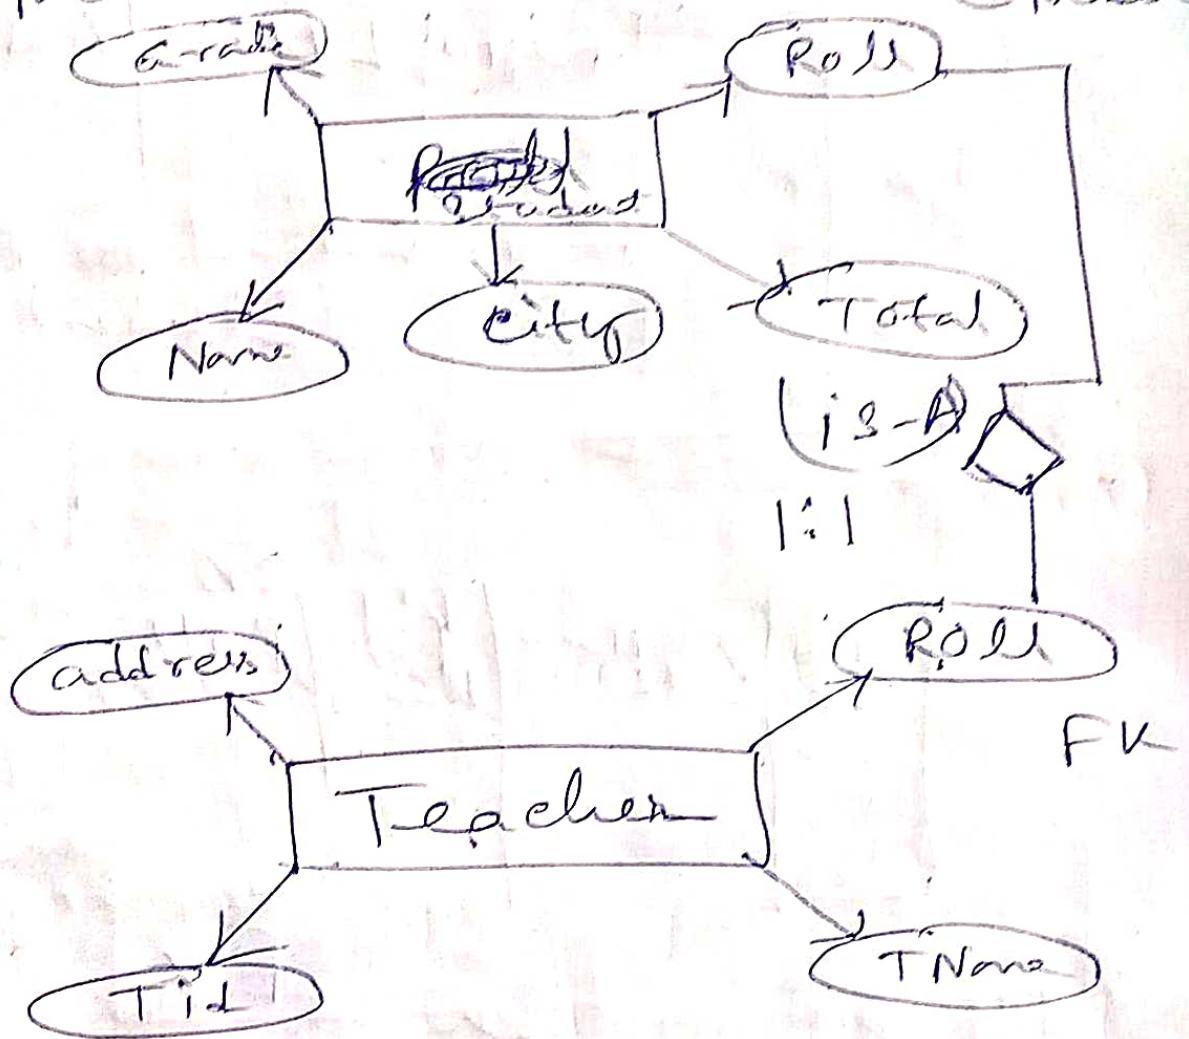 Grade
Roll
Student
Name
City
Total
is-A
1:1
address
Roll
FK
Teacher
Tid
TName